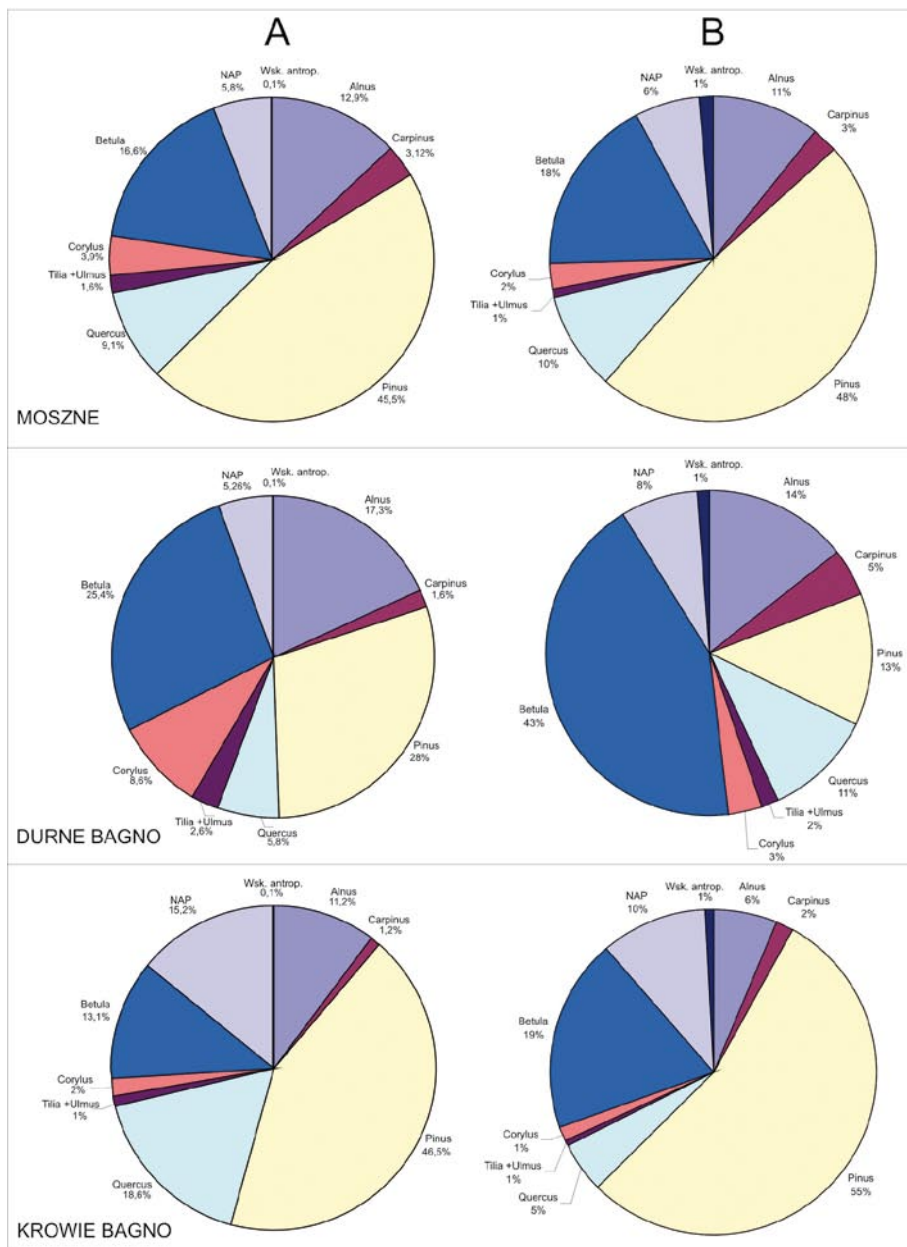 A
B
Wsk. antrop.
0,1%
Alnus
12,9%
Carpinus
3,12%
Pinus
45,5%
Quercus
9,1%
Tilia +Ulmus
1,6%
Corylus
3,9%
Betula
16,6%
NAP
5,8%
Wsk. antrop.
1%
Alnus
11%
Carpinus
3%
Pinus
48%
Quercus
10%
Tilia +Ulmus
1%
Corylus
2%
Betula
18%
NAP
6%
MOSZNE
Wsk. antrop.
0,1%
Alnus
17,3%
Carpinus
1,6%
Pinus
28%
Quercus
5,8%
Tilia +Ulmus
2,6%
Corylus
8,6%
Betula
25,4%
NAP
5,26%
Wsk. antrop.
1%
Alnus
14%
Carpinus
5%
Pinus
13%
Quercus
11%
Tilia +Ulmus
2%
Corylus
3%
Betula
43%
NAP
8%
DURNE BAGNO
Wsk. antrop.
0,1%
Alnus
11,2%
Carpinus
1,2%
Pinus
46,5%
Quercus
18,6%
Tilia +Ulmus
1%
Corylus
2%
Betula
13,1%
NAP
15,2%
Wsk. antrop.
1%
Alnus
6%
Carpinus
2%
Pinus
55%
Quercus
5%
Tilia +Ulmus
1%
Corylus
1%
Betula
19%
NAP
10%
KROWIE BAGNO